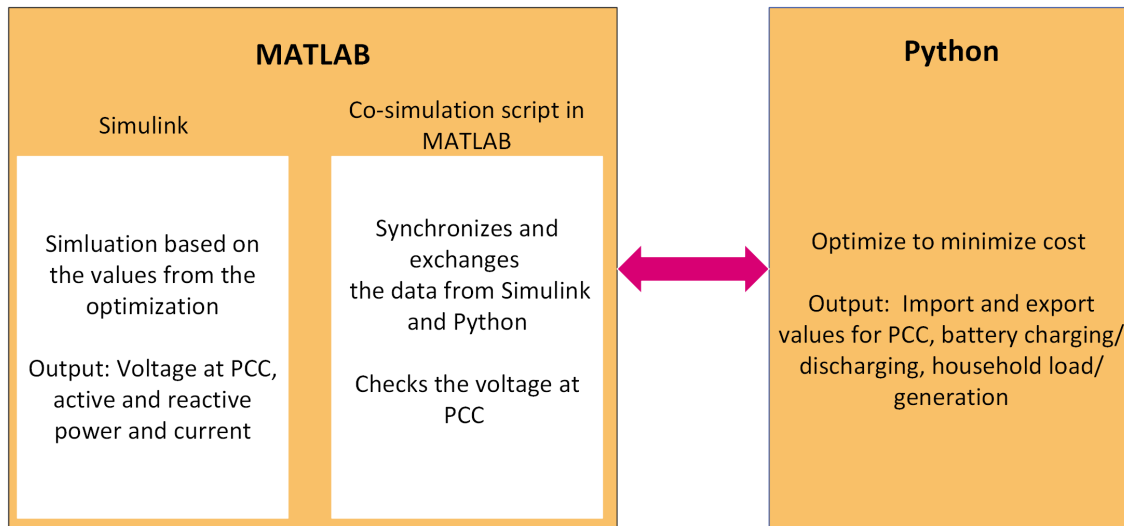 MATLAB
Simulink
Simluation based on
the values from the
optimization
Output: Voltage at PCC,
active and reactive
power and current
Co-simulation script in
MATLAB
Synchronizes and
exchanges
the data from Simulink
and Python
Checks the voltage at
PCC
Python
Optimize to minimize cost
Output:  Import and export
values for PCC, battery charging/
discharging, household load/
generation